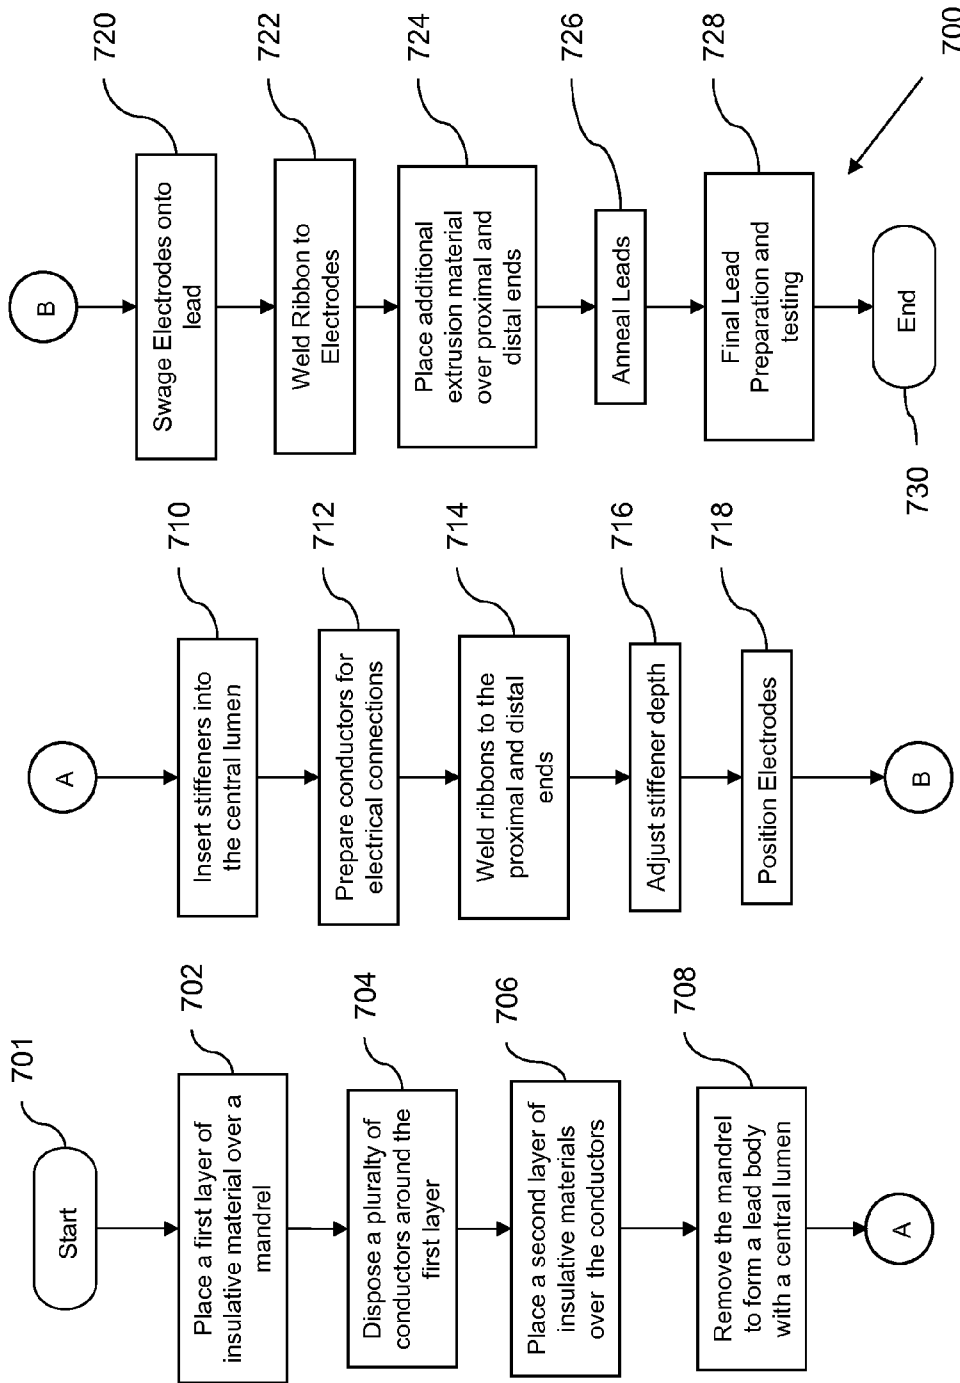 701
Start
702
Place a first layer of
insulative material over a
mandrel
704
Dispose a plurality of
conductors around the
first layer
706
Place a second layer of
insulative materials
over the conductors
708
Remove the mandrel
to form a lead body
with a central lumen
A
A
710
Insert stiffeners into
the central lumen
712
Prepare conductors for
electrical connections
714
Weld ribbons to the
proximal and distal
ends
716
Adjust stiffener depth
718
Position Electrodes
B
B
720
Swage Electrodes onto
lead
722
Weld Ribbon to
Electrodes
724
Place additional
extrusion material
over proximal and
distal ends
726
Anneal Leads
728
Final Lead
Preparation and
testing
730
End
700